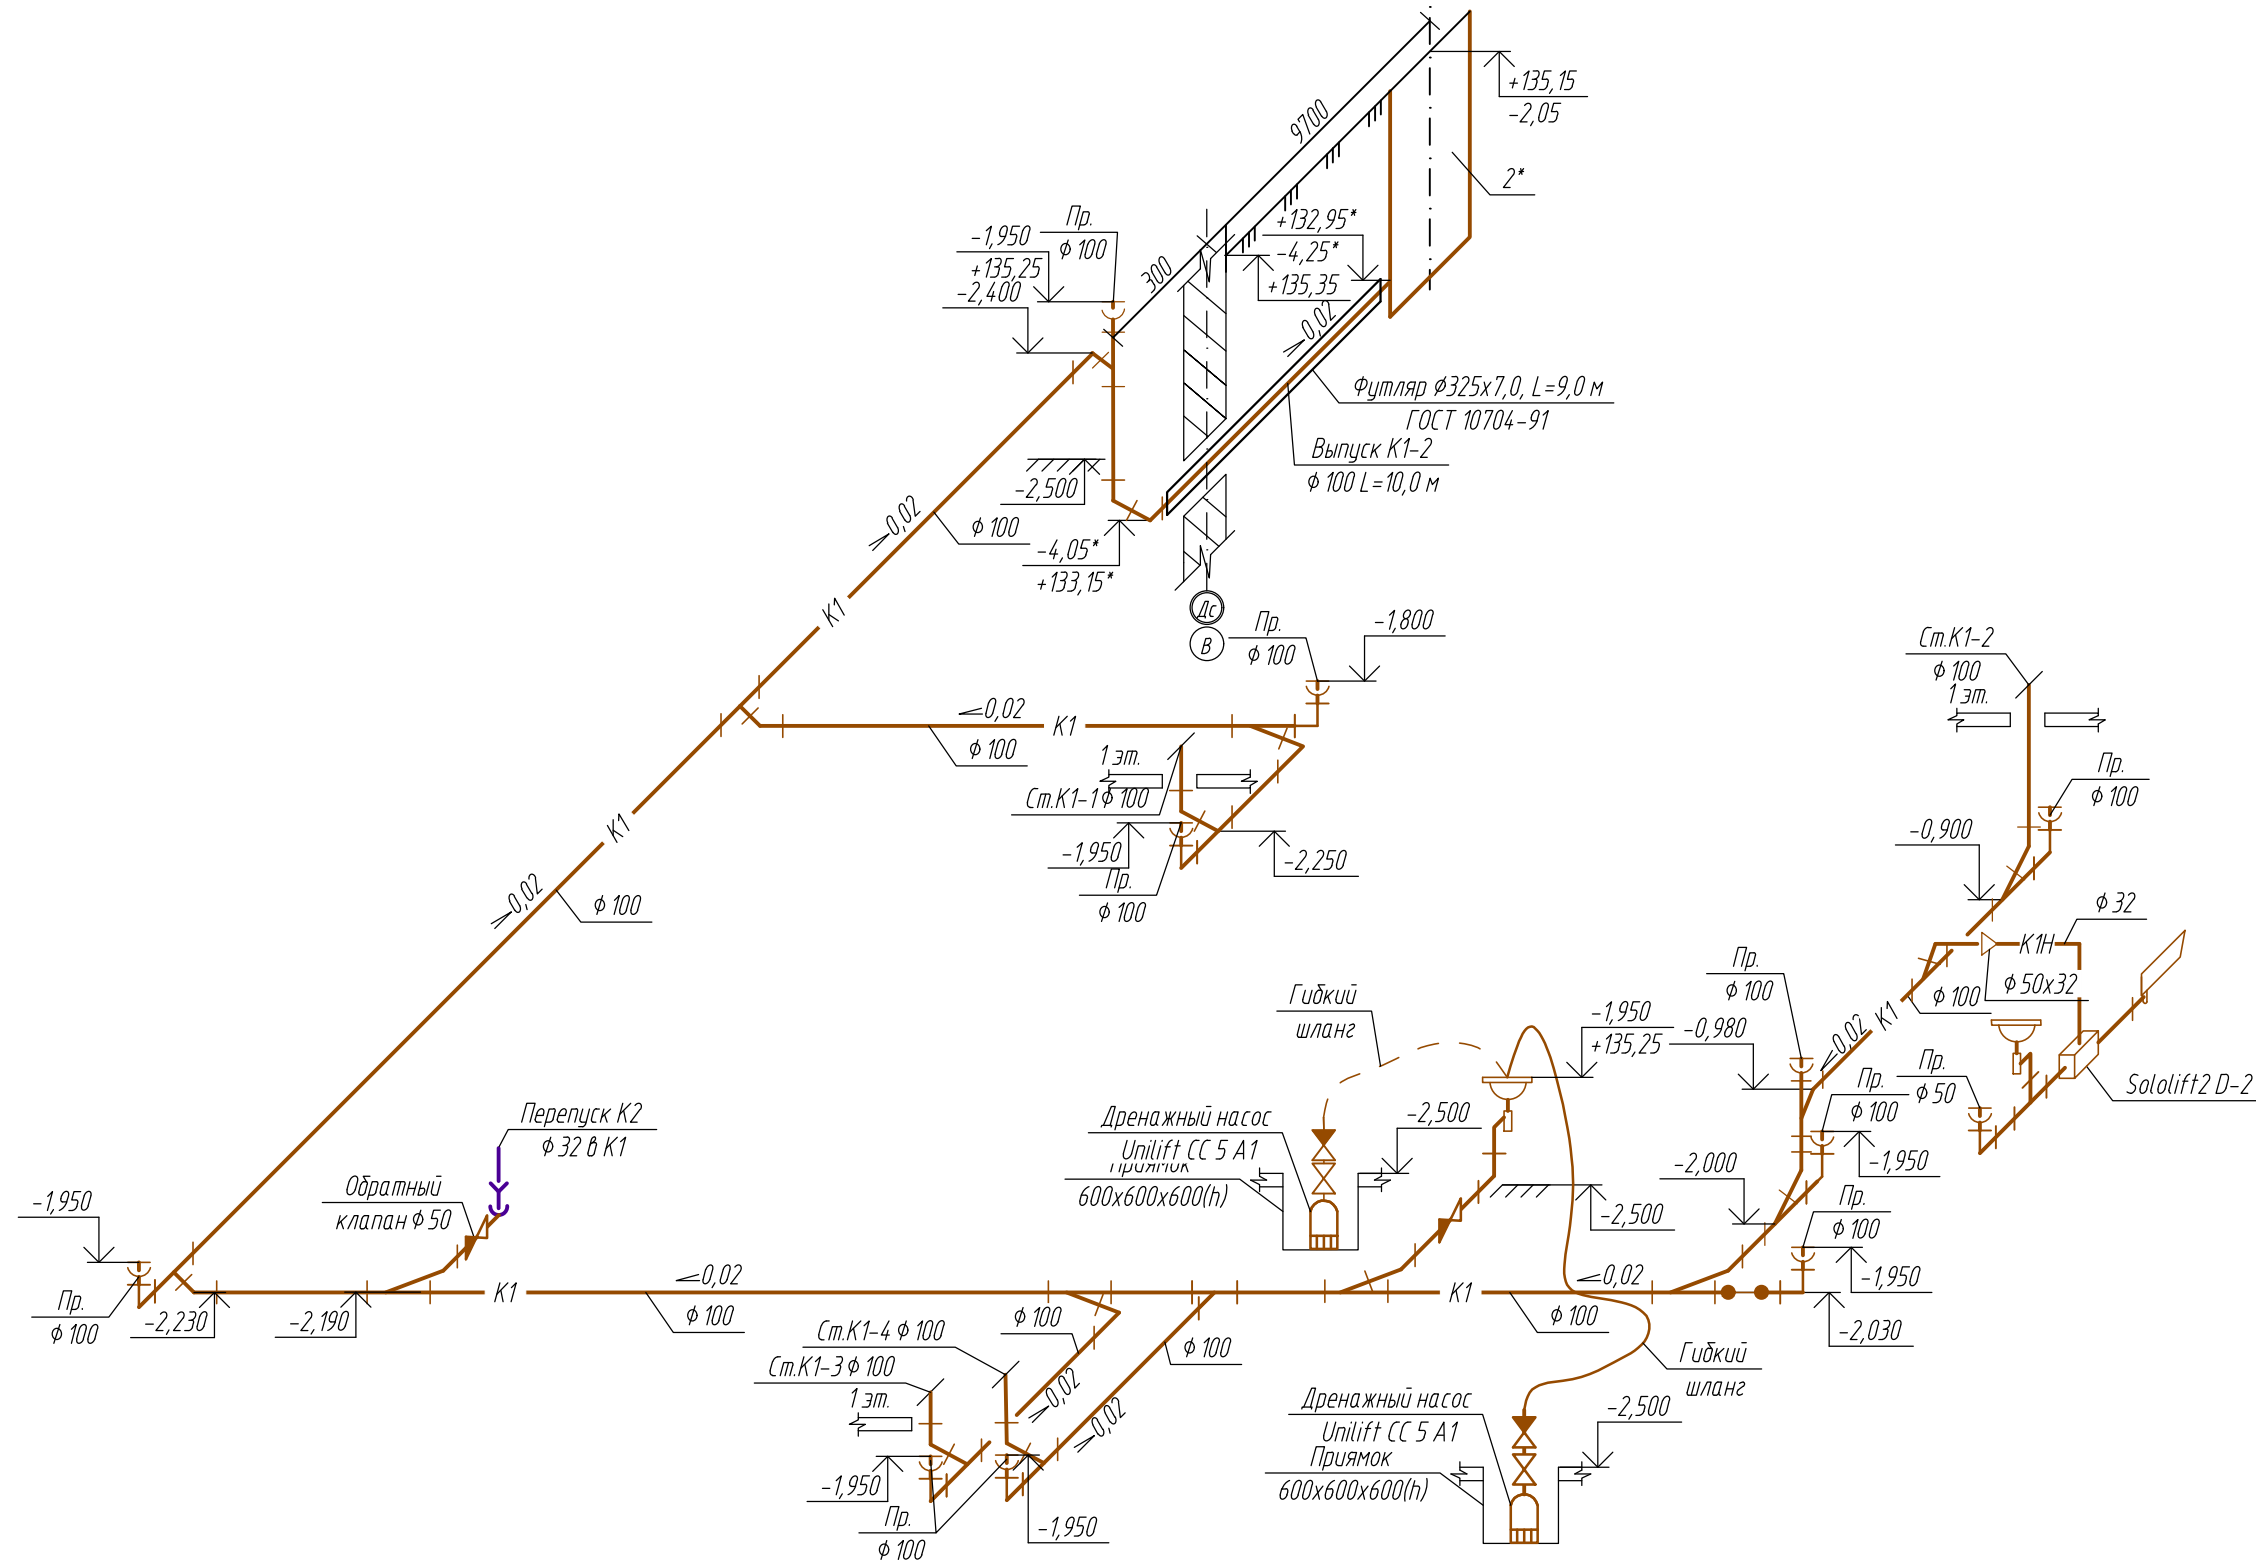 9700
+135,15
-2,05
2*
Пр.
ϕ 100
-1,950
+135,25
-2,400
300
+132,95*
-4,25*
+135,35
0,02
Футляр ϕ325х7,0, L=9,0 м
ГОСТ 10704-91
Выпуск К1-2
ϕ 100 L=10,0 м
-2,500
-4,05*
+133,15*
0,02
ϕ 100
К1
Дс
В
Пр.
ϕ 100
-1,800
0,02
К1
ϕ 100
1 эт.
Ст.К1-1 ϕ 100
-1,950
Пр.
ϕ 100
-2,250
К1
0,02
ϕ 100
Ст.К1-2
ϕ 100
1 эт.
Пр.
ϕ 100
-0,900
ϕ 32
К1Н
ϕ 50х32
ϕ 100
К1
0,02
Пр.
ϕ 100
-0,980
Пр.
ϕ 50
Sololift2 D-2
Пр.
ϕ 100
-1,950
-2,000
Пр.
ϕ 100
-1,950
-2,030
Гибкий
шланг
-1,950
+135,25
Дренажный насос
Unilift CC 5 A1
Приямок
600х600х600(h)
-2,500
-2,500
Перепуск К2
ϕ 32 в К1
Обратный
клапан ϕ 50
-1,950
Пр.
ϕ 100
-2,230
-2,190
К1
0,02
ϕ 100
ϕ 100
ϕ 100
К1
0,02
ϕ 100
Ст.К1-4 ϕ 100
Ст.К1-3 ϕ 100
1 эт.
0,02
0,02
-1,950
Пр.
ϕ 100
-1,950
Гибкий
шланг
Дренажный насос
Unilift CC 5 A1
Приямок
600х600х600(h)
-2,500